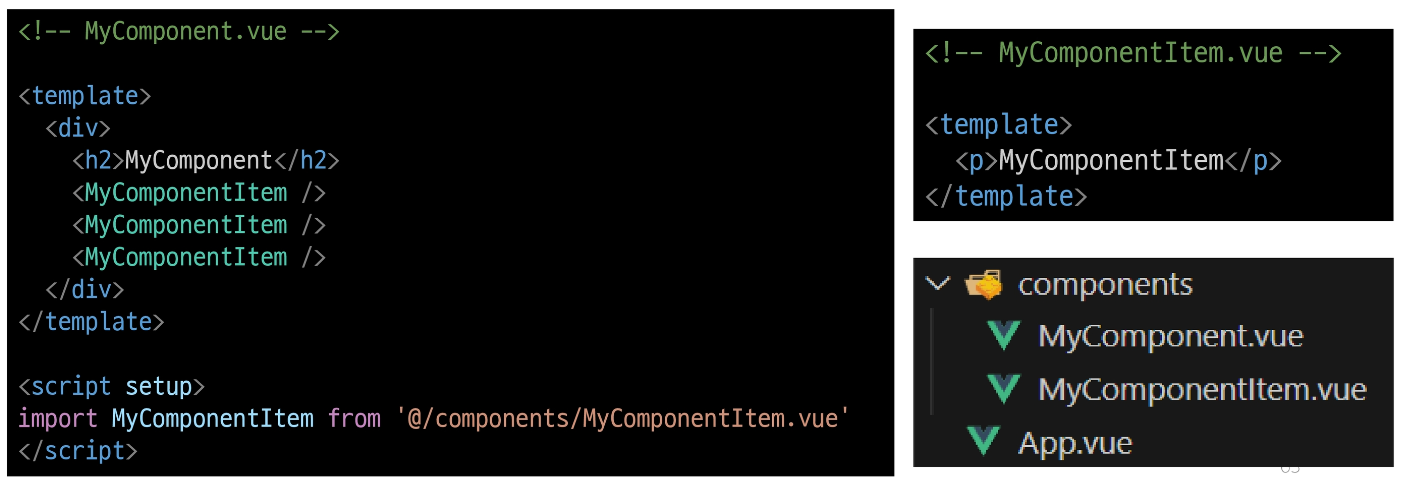 <!-- MyComponent.vue -->
<template>
<div>
<h2>MyComponent</h2>
<MyComponentItem />
<MyComponentItem />
<MyComponentItem />
</div>
</template>
<script setup>
import MyComponentItem from '@/components/MyComponentItem.vue'
</script>
<!-- MyComponentItem.vue -->
<template>
<p>MyComponentItem</p>
</template>
components
MyComponent.vue
MyComponentItem.vue
App.vue